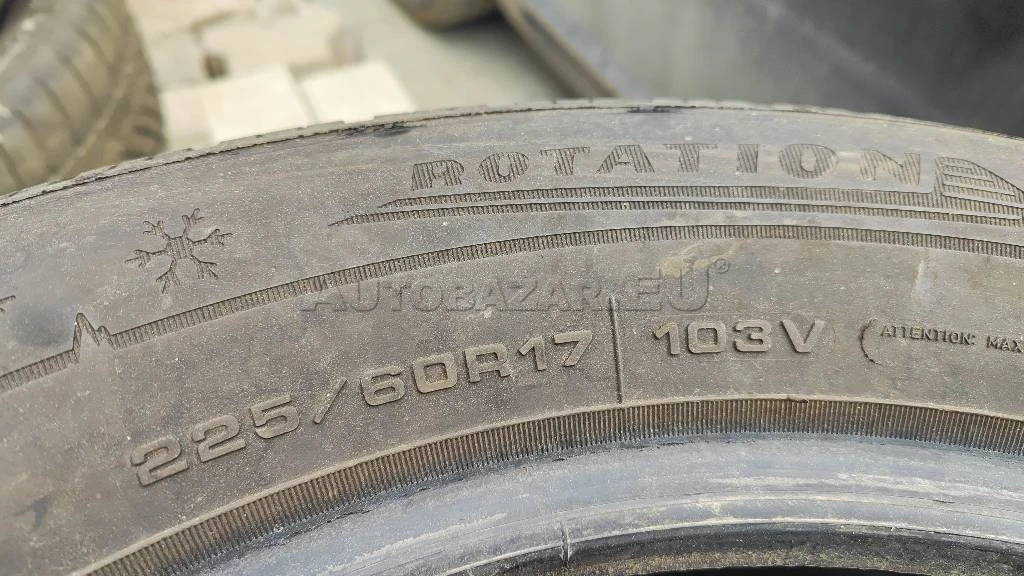 ROTATION
AUTOBAZAR.EU®
225/60R17 | 103V (ATTENTION: MAX